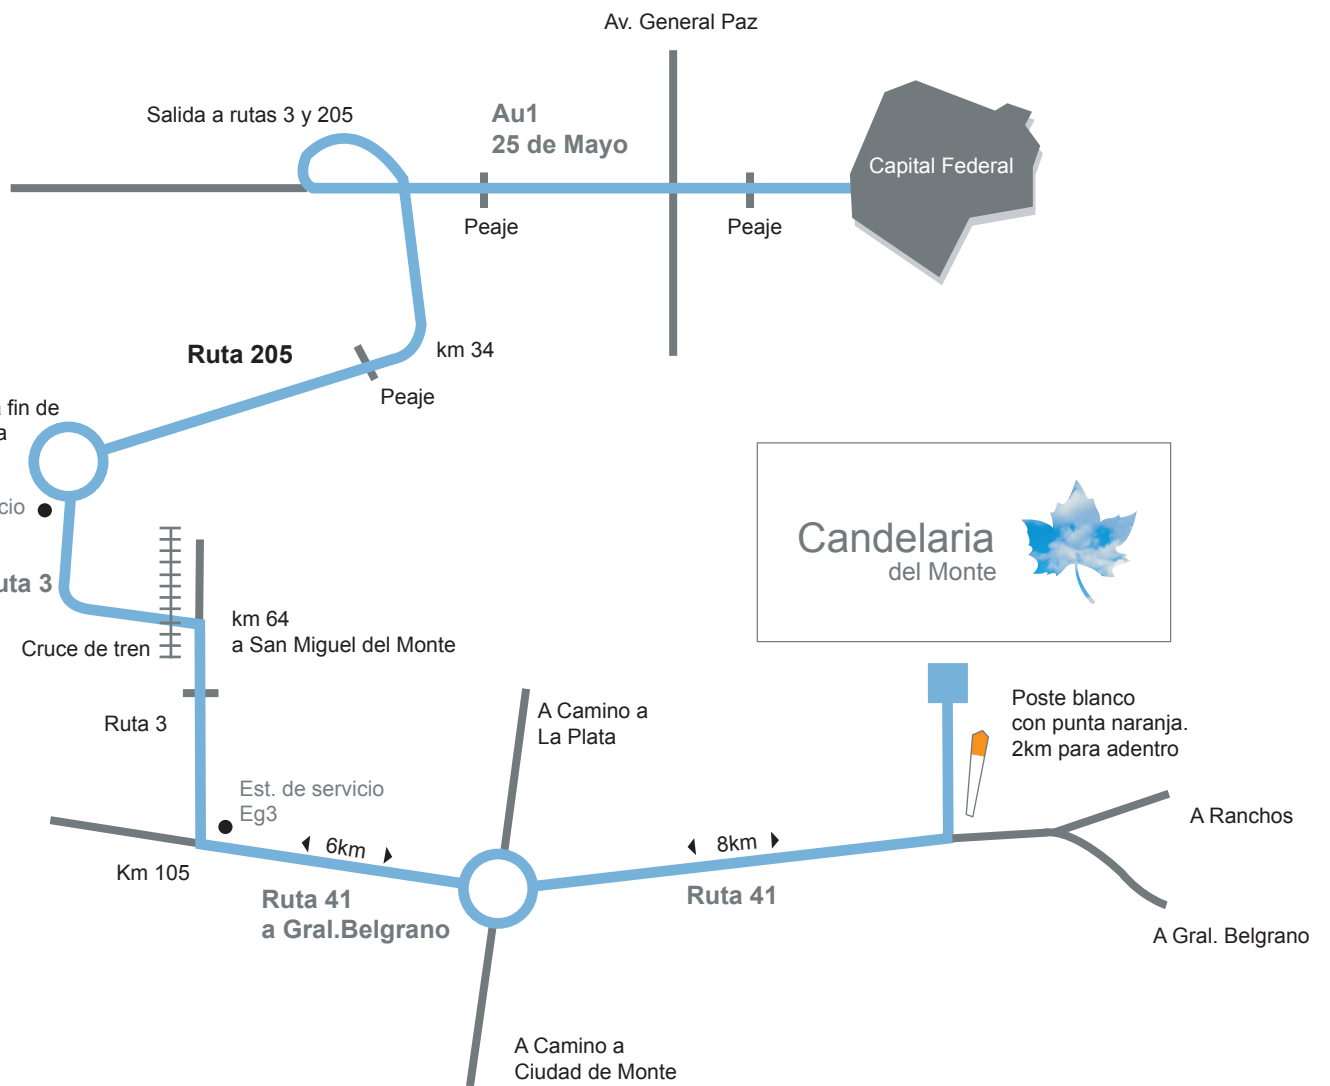 Av. General Paz
Salida a rutas 3 y 205
Au1
25 de Mayo
Capital Federal
Peaje
Peaje
Ruta 205
km 34
Peaje
fin de
Candelaria
del Monte
3
km 64
a San Miguel del Monte
Cruce de tren
Ruta 3
A Camino a
La Plata
Poste blanco
con punta naranja.
2km para adentro
Est. de servicio
Eg3
A Ranchos
6km
8km
Km 105
Ruta 41
a Gral.Belgrano
Ruta 41
A Gral. Belgrano
A Camino a
Ciudad de Monte